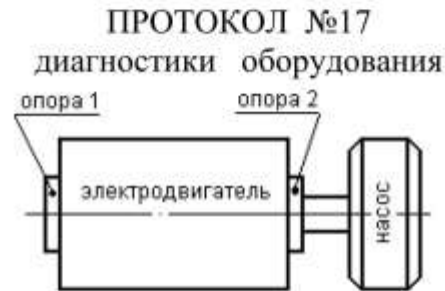 ПРОТОКОЛ №17
диагностики оборудования
опора 1
опора 2
электродвигатель
насос